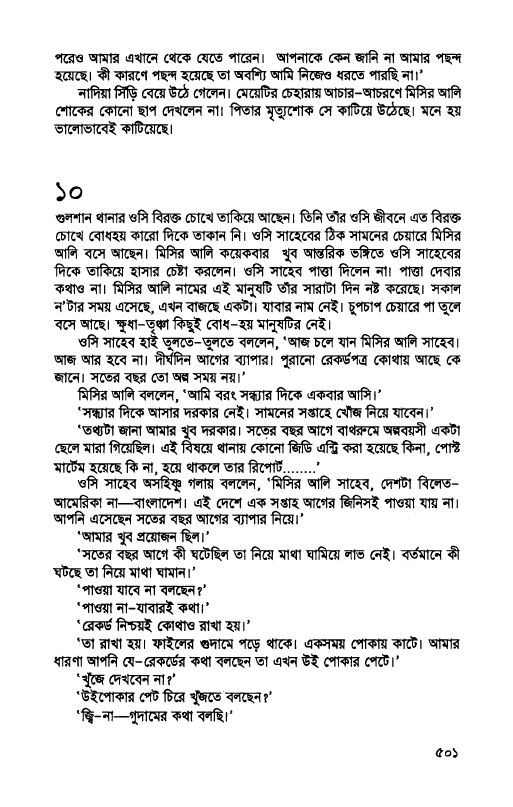 পরেও আমার এখানে থেকে যেতে পারেন। আপনাকে কেন জানি না আমার পছন্দ
হয়েছে। কী কারণে পছন্দ হয়েছে তা অবশ্যি আমি নিজেও ধরতে পারছি না।’
নাদিয়া সিঁড়ি বেয়ে উঠে গেলেন। মেয়েটির চেহারায় আচার–আচরণে মিসির আলি
শোকের কোনো ছাপ দেখলেন না। পিতার মৃত্যুশোক সে কাটিয়ে উঠেছে। মনে হয়
ভালোভাবেই কাটিয়েছে।
১০
গুলশান থানার ওসি বিরক্ত চোখে তাকিয়ে আছেন। তিনি তাঁর ওসি জীবনে এত বিরক্ত
চোখে বোধহয় কারো দিকে তাকান নি। ওসি সাহেবের ঠিক সামনের চেয়ারে মিসির
আলি বসে আছেন। মিসির আলি কয়েকবার খুব আন্তরিক ভঙ্গিতে ওসি সাহেবের
দিকে তাকিয়ে হাসার চেষ্টা করলেন। ওসি সাহেব পাত্তা দিলেন না। পাত্তা দেবার
কথাও না। মিসির আলি নামের এই মানুষটি তাঁর সারাটা দিন নষ্ট করেছে। সকাল
ন’টার সময় এসেছে, এখন বাজছে একটা। যাবার নাম নেই। চুপচাপ চেয়ারে পা তুলে
বসে আছে। ক্ষুধা–তৃষ্ণা কিছুই বোধ–হয় মানুষটির নেই।
ওসি সাহেব হাই তুলতে–তুলতে বললেন, ‘আজ চলে যান মিসির আলি সাহেব।
আজ আর হবে না। দীর্ঘদিন আগের ব্যাপার। পুরানো রেকর্ডপত্র কোথায় আছে কে
জানে। সতের বছর তো অল্প সময় নয়।’
মিসির আলি বললেন, ‘আমি বরং সন্ধ্যার দিকে একবার আসি।’
‘সন্ধ্যার দিকে আসার দরকার নেই। সামনের সপ্তাহে খোঁজ নিয়ে যাবেন।’
‘তথ্যটা জানা আমার খুব দরকার। সতের বছর আগে বাথরুমে অল্পবয়সী একটা
ছেলে মারা গিয়েছিল। এই বিষয়ে থানায় কোনো জিডি এন্ট্রি করা হয়েছে কিনা, পোস্ট
মার্টেম হয়েছে কি না, হয়ে থাকলে তার রিপোর্ট........’
ওসি সাহেব অসহিষ্ণু গলায় বললেন, ‘মিসির আলি সাহেব, দেশটা বিলেত–
আমেরিকা না—বাংলাদেশ। এই দেশে এক সপ্তাহ আগের জিনিসই পাওয়া যায় না।
আপনি এসেছেন সতের বছর আগের ব্যাপার নিয়ে।’
‘আমার খুব প্রয়োজন ছিল।’
‘সতের বছর আগে কী ঘটেছিল তা নিয়ে মাথা ঘামিয়ে লাভ নেই। বর্তমানে কী
ঘটছে তা নিয়ে মাথা ঘামান।’
‘পাওয়া যাবে না বলছেন?’
‘পাওয়া না–যাবারই কথা।’
‘রেকর্ড নিশ্চয়ই কোথাও রাখা হয়।’
‘তা রাখা হয়। ফাইলের গুদামে পড়ে থাকে। একসময় পোকায় কাটে। আমার
ধারণা আপনি যে–রেকর্ডের কথা বলছেন তা এখন উই পোকার পেটে।’
‘খুঁজে দেখবেন না?’
‘উইপোকার পেট চিরে খুঁজতে বলছেন?’
‘জ্বি–না—গুদামের কথা বলছি।’
৫০১